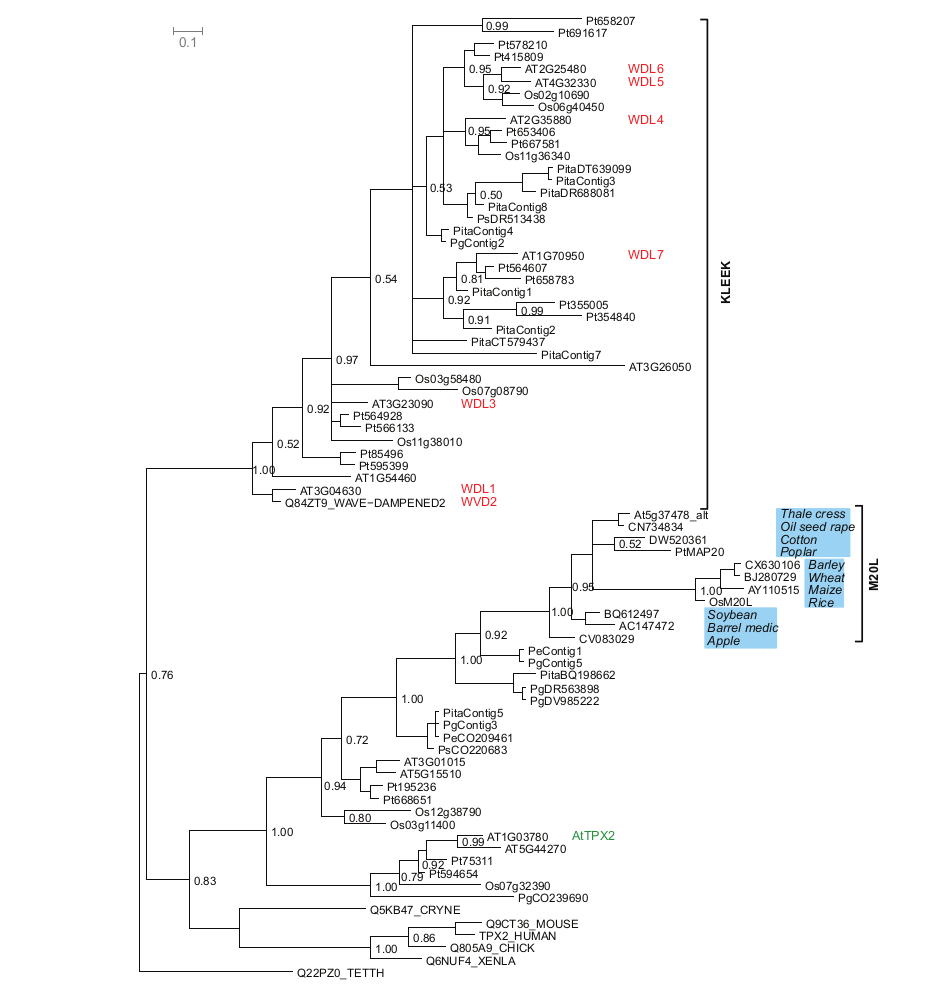 Pt658207
0.99
Pt691617
0.1
Pt578210
Pt415809
0.95
AT2G25480 WDL6
AT4G32330 WDL5
0.92
Os02g10690
Os06g40450
AT2G35880 WDL4
0.95
Pt653406
Pt667581
Os11g36340
PitaDT639099
PitaContig3
0.53
PitaDR688081
0.50
PitaContig8
PsDR513438
PitaContig4
PgContig2
AT1G70950 WDL7
Pt564607
0.81
Pt658783
PitaContig1
0.92
Pt355005
0.99
Pt354840
0.91
PitaContig2
PitaCT579437
PitaContig7
KLEEK
0.54
AT3G26050
0.97
Os03g58480
Os07g08790
AT3G23090 WDL3
0.92
Pt564928
Pt566133
Os11g38010
0.52
Pt85496
Pt595399
1.00
AT1G54460
AT3G04630 WDL1
Q84ZT9_WAVE−DAMPENED2 WVD2
At5g37478_alt Thale cress
CN734834 Oil seed rape
DW520361 Cotton
0.52
PtMAP20 Poplar
CX630106 Barley
BJ280729 Wheat
0.95
AY110515 Maize
1.00
OsM20L Rice
M20L
BQ612497 Soybean
1.00
AC147472 Barrel medic
CV083029 Apple
0.92
PeContig1
1.00
PgContig5
PitaBQ198662
0.76
PgDR563898
PgDV985222
1.00
PitaContig5
PgContig3
PeCO209461
0.72
PsCO220683
AT3G01015
AT5G15510
0.94
Pt195236
Pt668651
Os12g38790
0.80
Os03g11400
1.00
AT1G03780 AtTPX2
0.99
AT5G44270
Pt75311
0.92
Pt594654
0.79
0.83
1.00
Os07g32390
PgCO239690
Q5KB47_CRYNE
Q9CT36_MOUSE
TPX2_HUMAN
0.86
Q805A9_CHICK
1.00
Q6NUF4_XENLA
Q22PZ0_TETTH